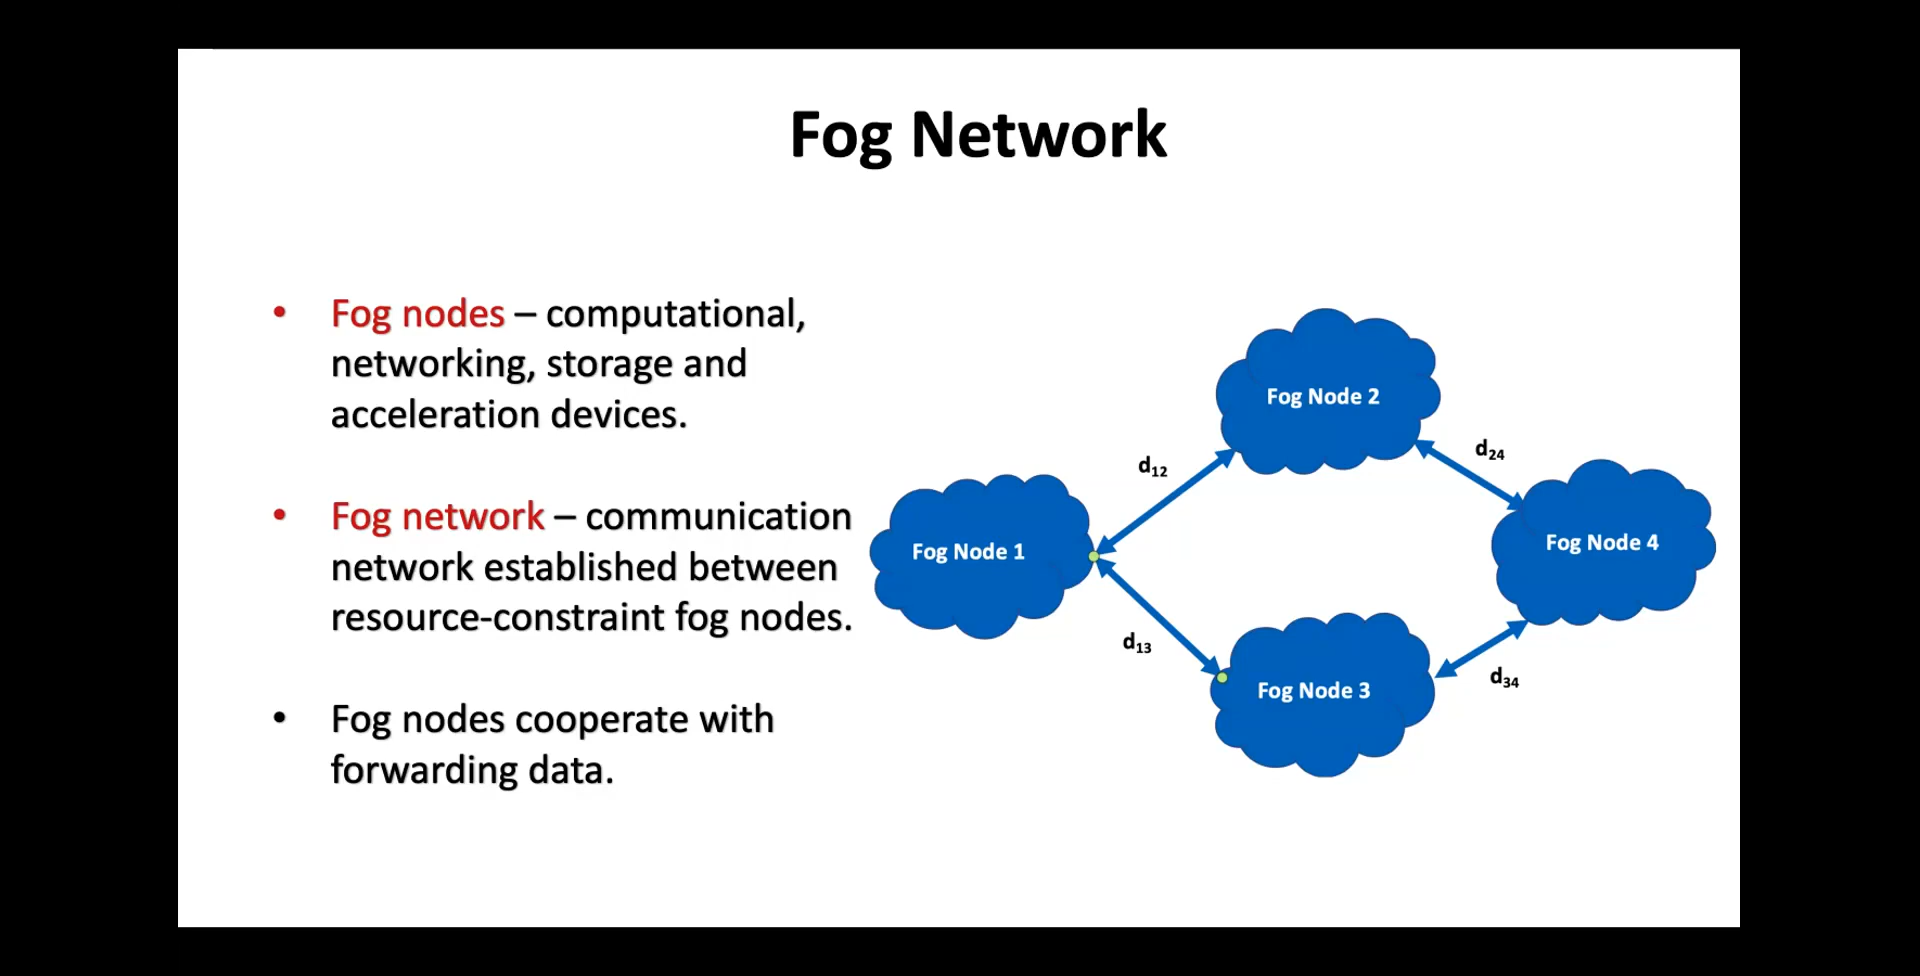 Fog Network
• Fog nodes – computational,
networking, storage and
acceleration devices.
• Fog network – communication
network established between
resource-constraint fog nodes.
• Fog nodes cooperate with
forwarding data.
Fog Node 2
d12
d24
Fog Node 1
Fog Node 4
d13
d34
Fog Node 3